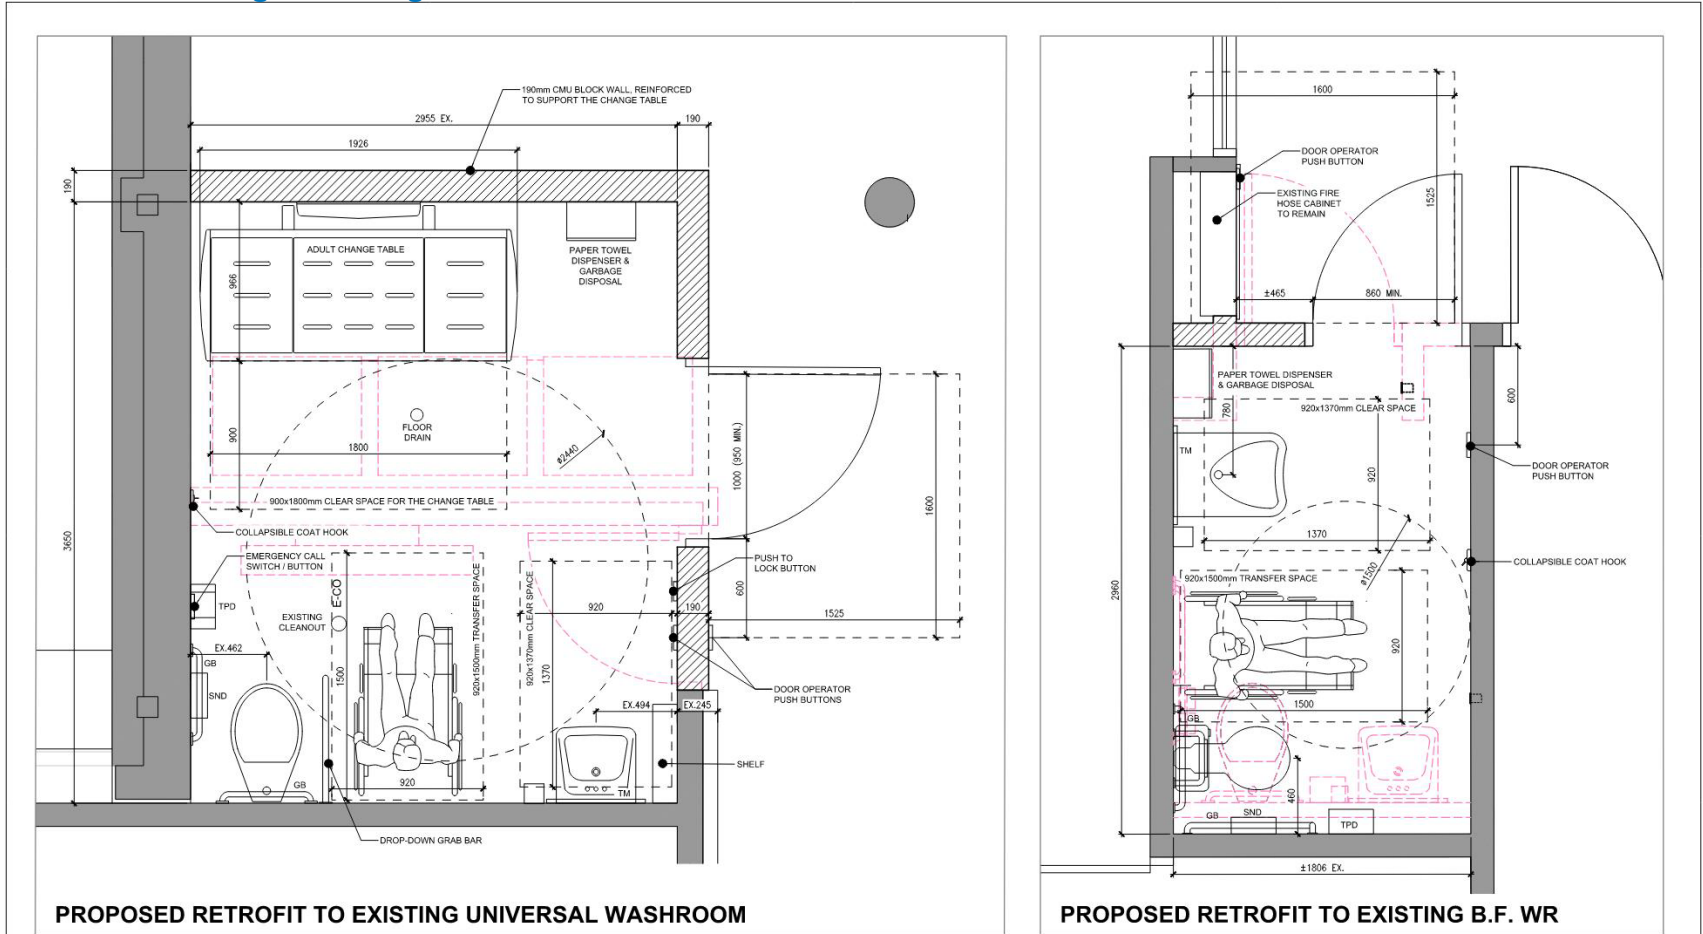 190mm CMU BLOCK WALL, REINFORCED
TO SUPPORT THE CHANGE TABLE
2955 EX.
190
1926
190
ADULT CHANGE TABLE
PAPER TOWEL
DISPENSER &
GARBAGE
DISPOSAL
966
FLOOR
DRAIN
900
1800
ø2440
1000 (950 MIN.)
1600
900x1800mm CLEAR SPACE FOR THE CHANGE TABLE
3650
COLLAPSIBLE COAT HOOK
EMERGENCY CALL
SWITCH / BUTTON
TPD
E-CO
EXISTING
CLEANOUT
EX.462
GB
SND
1500
920x1500mm TRANSFER SPACE
920x1370mm CLEAR SPACE
1370
920
190
600
1525
PUSH TO
LOCK BUTTON
DOOR OPERATOR
PUSH BUTTONS
EX.494
EX.245
SHELF
GB
920
TM
DROP-DOWN GRAB BAR
PROPOSED RETROFIT TO EXISTING UNIVERSAL WASHROOM
1600
DOOR OPERATOR
PUSH BUTTON
EXISTING FIRE
HOSE CABINET
TO REMAIN
1525
±465
860 MIN.
PAPER TOWEL DISPENSER
& GARBAGE DISPOSAL
780
920x1370mm CLEAR SPACE
600
TM
920
DOOR OPERATOR
PUSH BUTTON
1370
ø1500
COLLAPSIBLE COAT HOOK
920x1500mm TRANSFER SPACE
2960
920
1500
GB
460
GB
SND
TPD
±1806 EX.
PROPOSED RETROFIT TO EXISTING B.F. WR